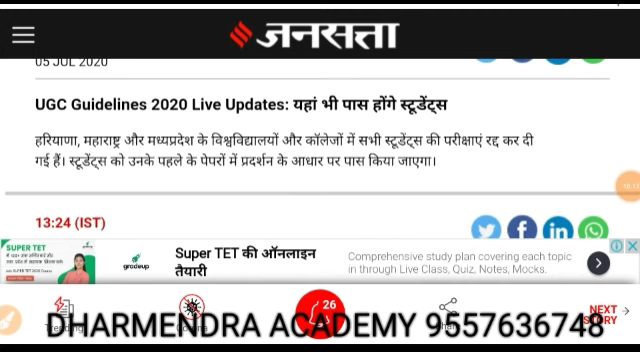 जनसत्ता
05 JUL 2020
UGC Guidelines 2020 Live Updates: यहां भी पास होंगे स्टूडेंट्स
हरियाणा, महाराष्ट्र और मध्यप्रदेश के विश्वविद्यालयों और कॉलेजों में सभी स्टूडेंट्स की परीक्षाएं रद्द कर दी
गई हैं। स्टूडेंट्स को उनके पहले के पेपरों में प्रदर्शन के आधार पर पास किया जाएगा।
13:24 (IST)
SUPER TET
gradeup
Super TET की ऑनलाइन
तैयारी
Comprehensive study plan covering each topic
in through Live Class, Quiz, Notes, Mocks.
26
NEXT
STORY
DHARMENDRA ACADEMY 9557636748